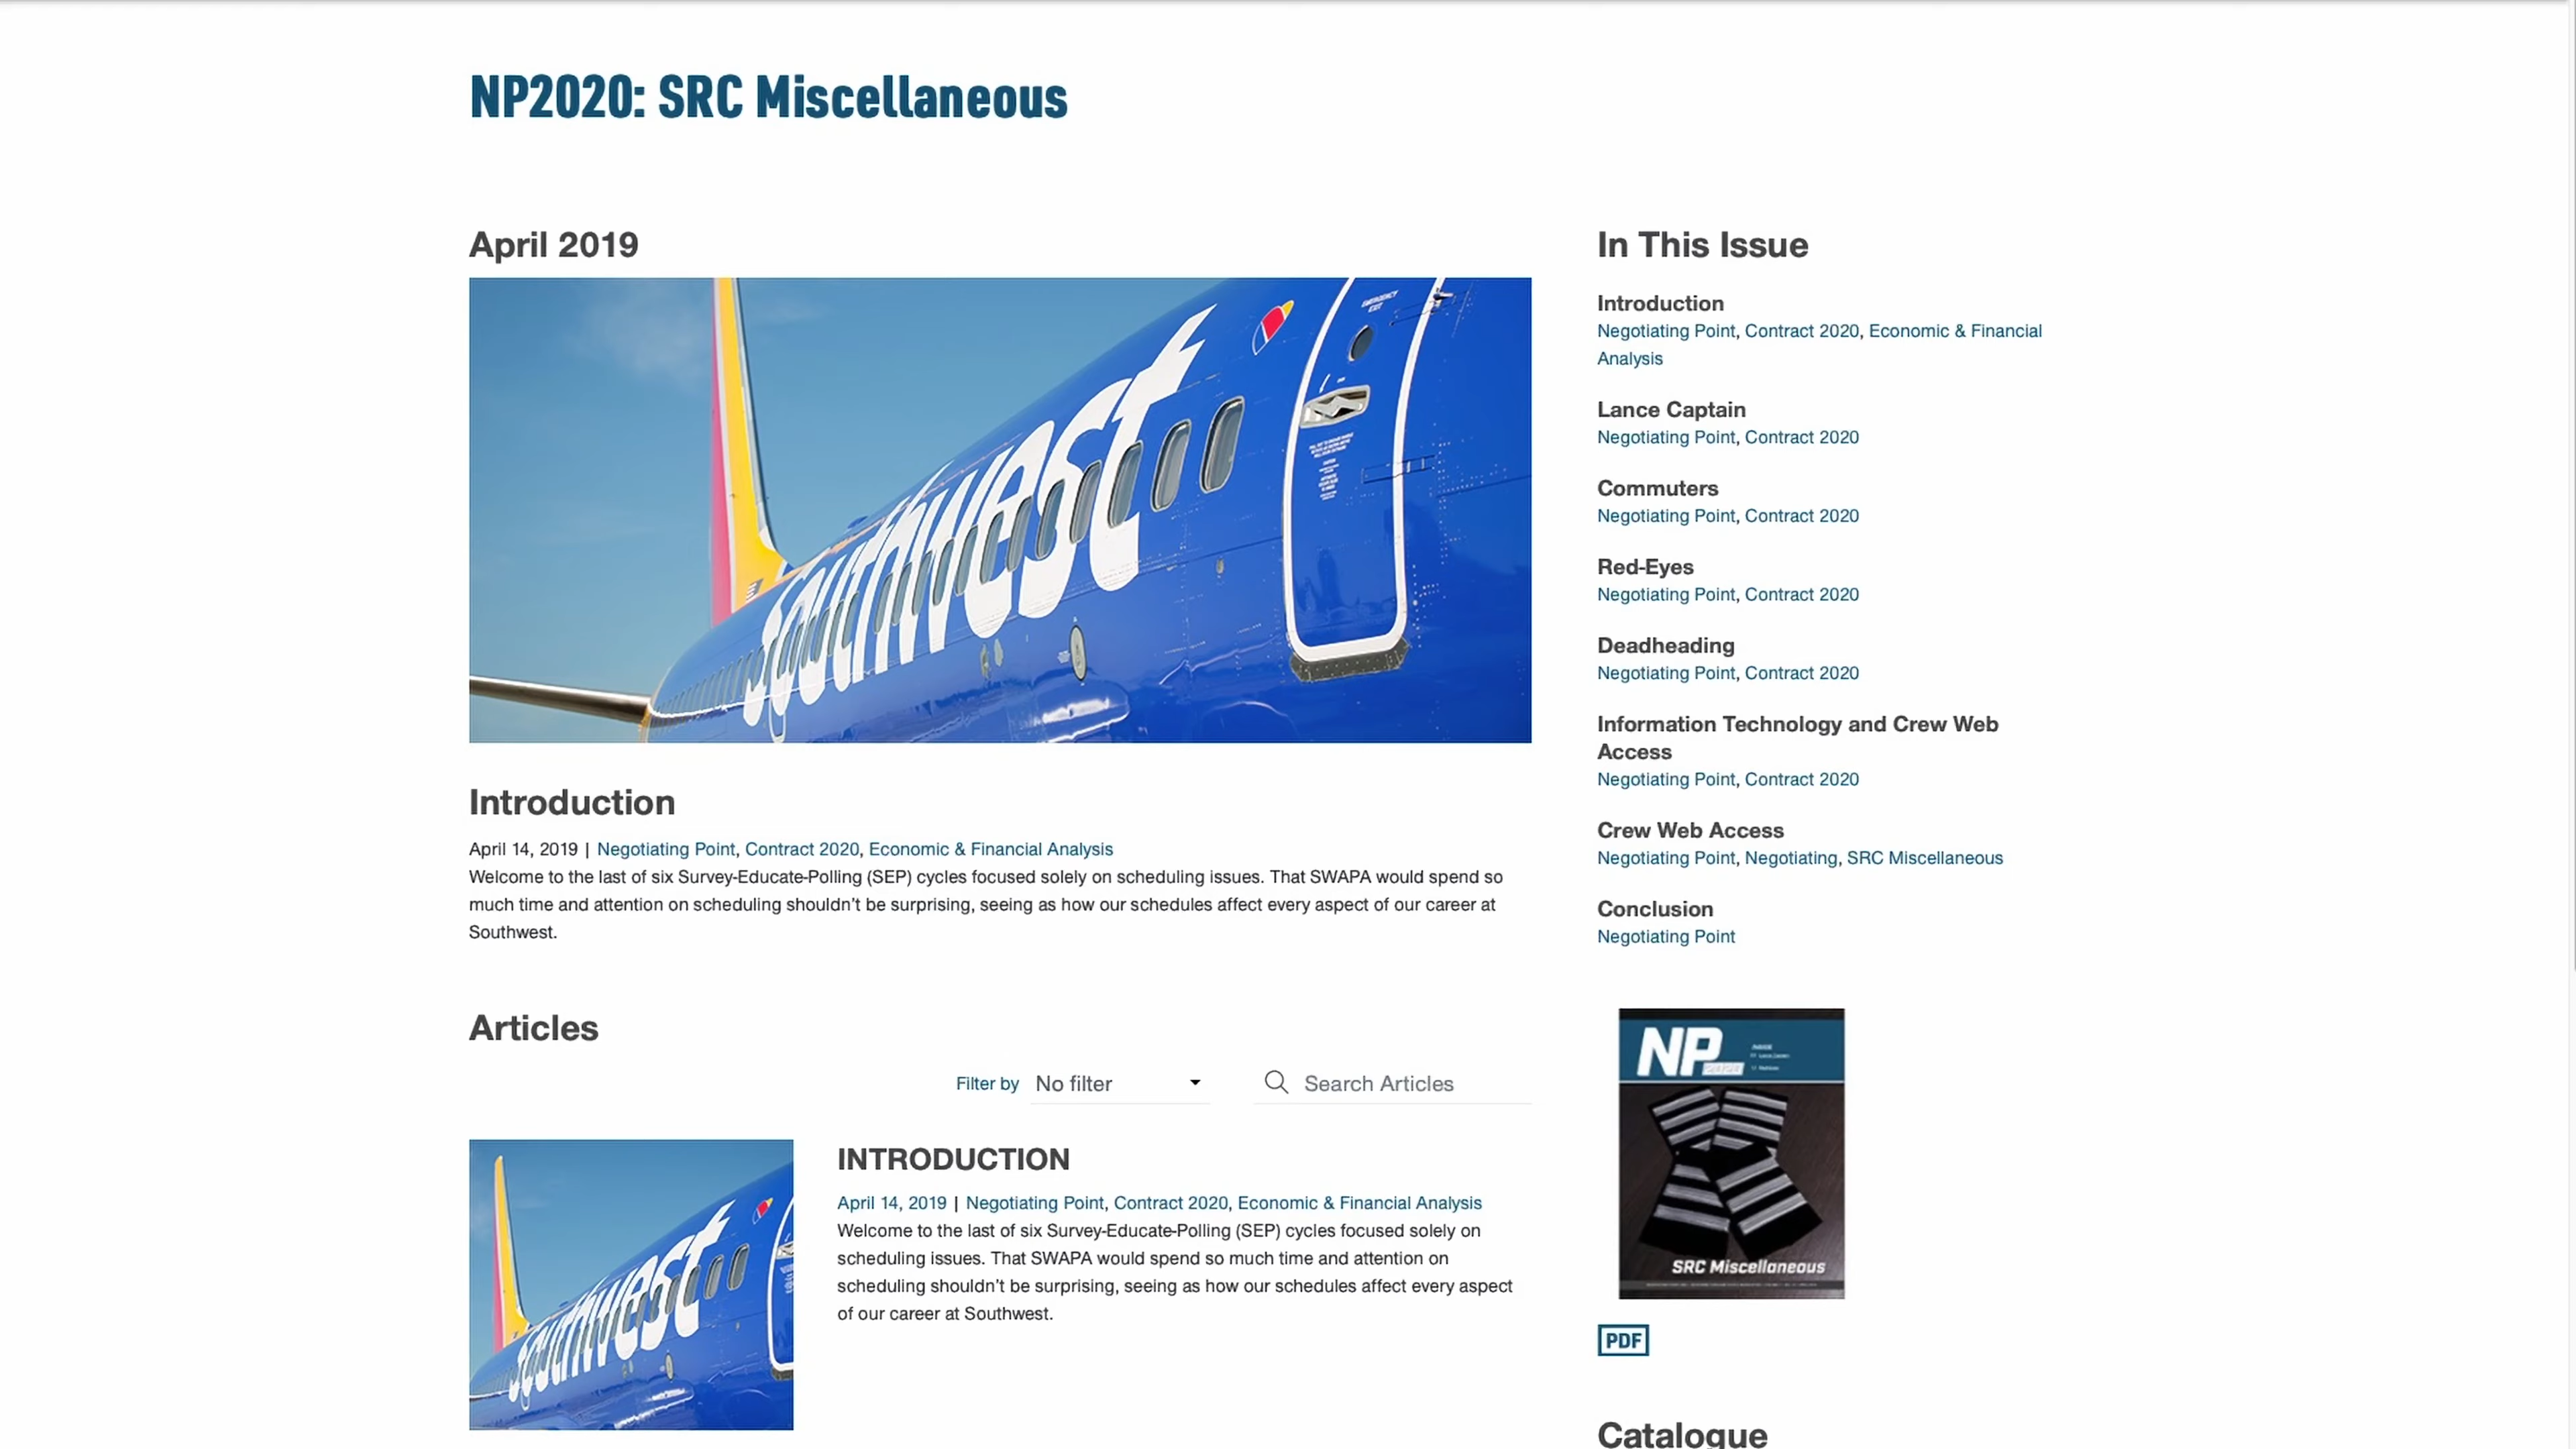 NP2020: SRC Miscellaneous
April 2019
southwest
EMERGENCY
EXIT
Introduction
April 14, 2019 | Negotiating Point, Contract 2020, Economic & Financial Analysis
Welcome to the last of six Survey-Educate-Polling (SEP) cycles focused solely on scheduling issues. That SWAPA would spend so
much time and attention on scheduling shouldn't be surprising, seeing as how our schedules affect every aspect of our career at
Southwest.
Articles
Filter by No filter Search Articles
southwest
INTRODUCTION
April 14, 2019 | Negotiating Point, Contract 2020, Economic & Financial Analysis
Welcome to the last of six Survey-Educate-Polling (SEP) cycles focused solely on
scheduling issues. That SWAPA would spend so much time and attention on
scheduling shouldn't be surprising, seeing as how our schedules affect every aspect
of our career at Southwest.
In This Issue
Introduction
Negotiating Point, Contract 2020, Economic & Financial
Analysis
Lance Captain
Negotiating Point, Contract 2020
Commuters
Negotiating Point, Contract 2020
Red-Eyes
Negotiating Point, Contract 2020
Deadheading
Negotiating Point, Contract 2020
Information Technology and Crew Web
Access
Negotiating Point, Contract 2020
Crew Web Access
Negotiating Point, Negotiating, SRC Miscellaneous
Conclusion
Negotiating Point
NP
2020
SRC Miscellaneous
PDF
Catalogue